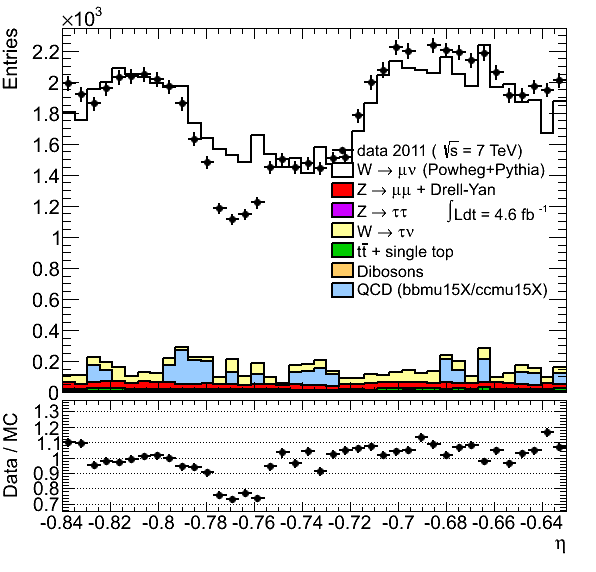 ×10³
Entries
2.2
2
1.8
1.6
1.4
1.2
1
0.8
0.6
0.4
0.2
0
data 2011 ( √s = 7 TeV)
W → μν (Powheg+Pythia)
Z → μμ + Drell-Yan
Z → ττ ∫Ldt = 4.6 fb⁻¹
W → τν
tt̄ + single top
Dibosons
QCD (bbmu15X/ccmu15X)
Data / MC
1.3
1.2
1.1
1
0.9
0.8
0.7
-0.84 -0.82 -0.8 -0.78 -0.76 -0.74 -0.72 -0.7 -0.68 -0.66 -0.64
η